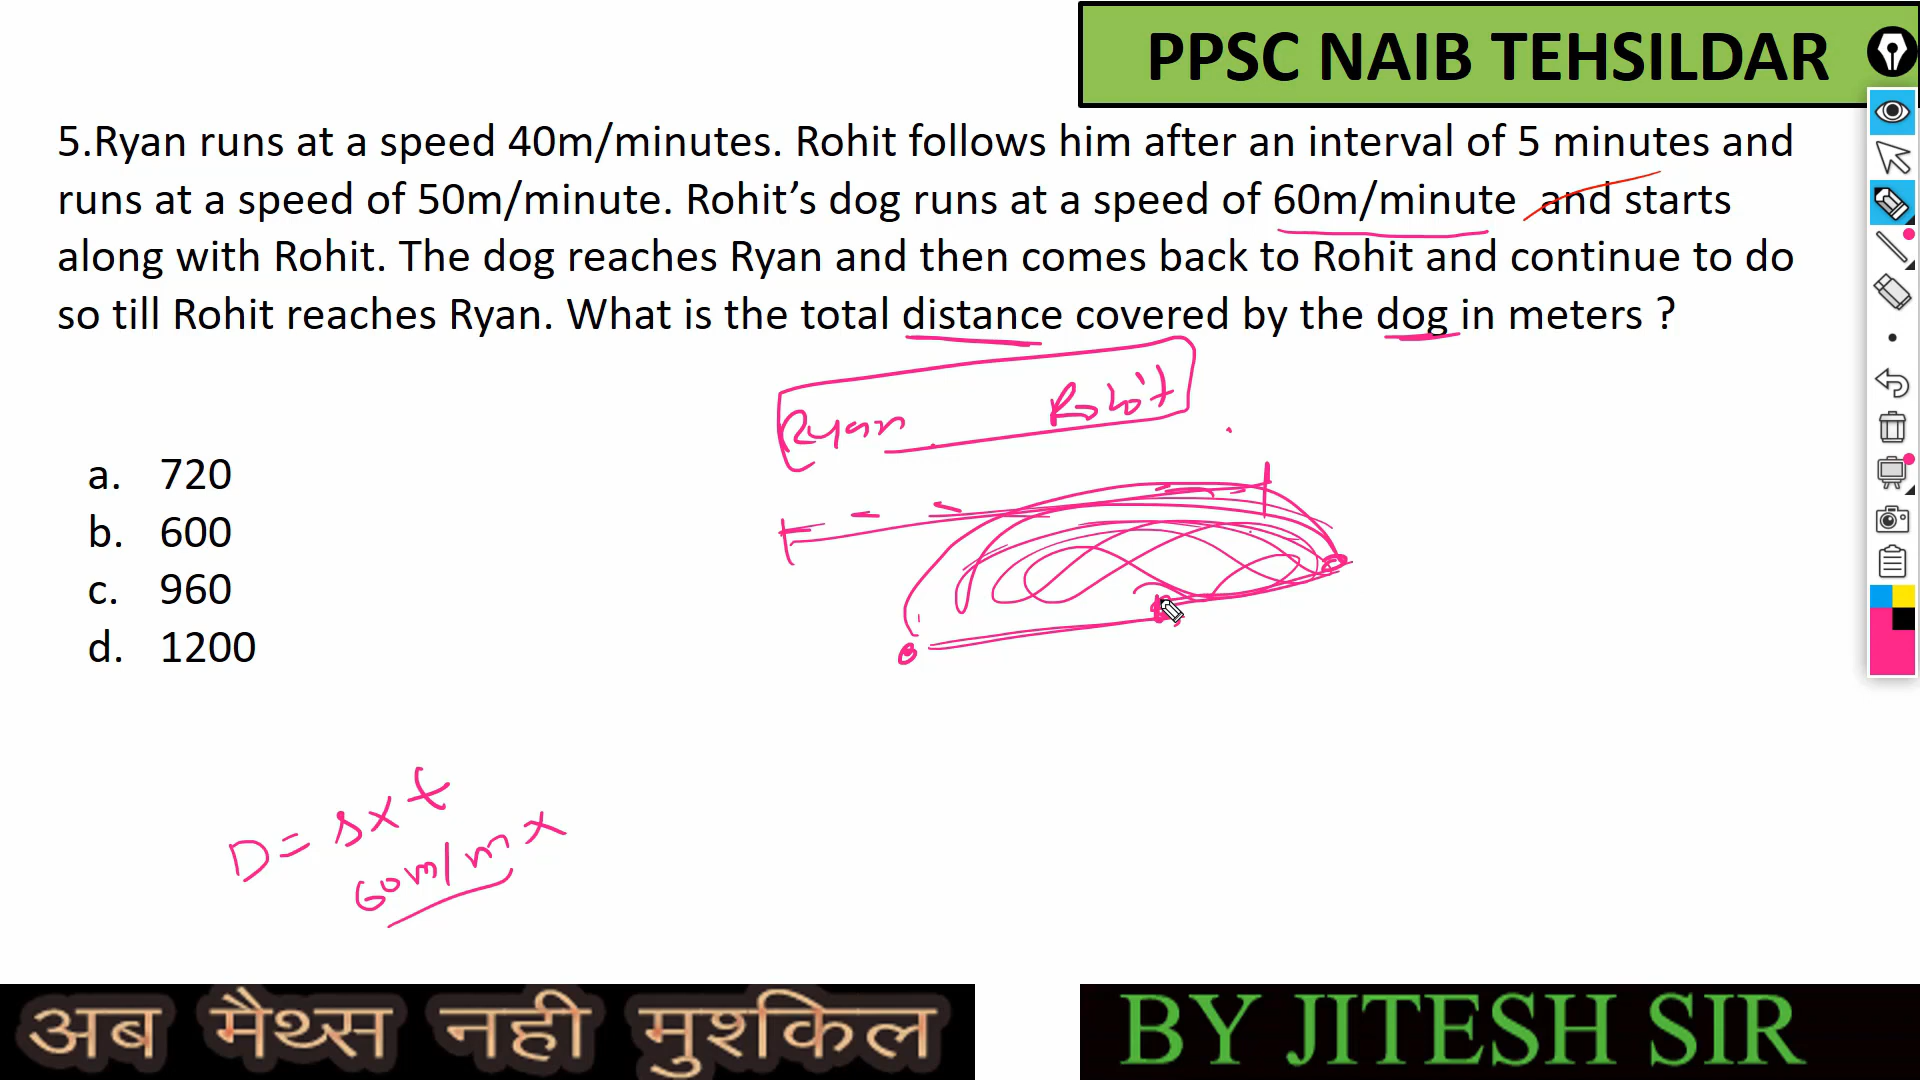 PPSC NAIB TEHSILDAR
5.Ryan runs at a speed 40m/minutes. Rohit follows him after an interval of 5 minutes and
runs at a speed of 50m/minute. Rohit’s dog runs at a speed of 60m/minute and starts
along with Rohit. The dog reaches Ryan and then comes back to Rohit and continue to do
so till Rohit reaches Ryan. What is the total distance covered by the dog in meters ?
Ryan Rohit
a. 720
b. 600
c. 960
d. 1200
D= s x t
60m/m x
अब मैथ्स नही मुश्किल
BY JITESH SIR